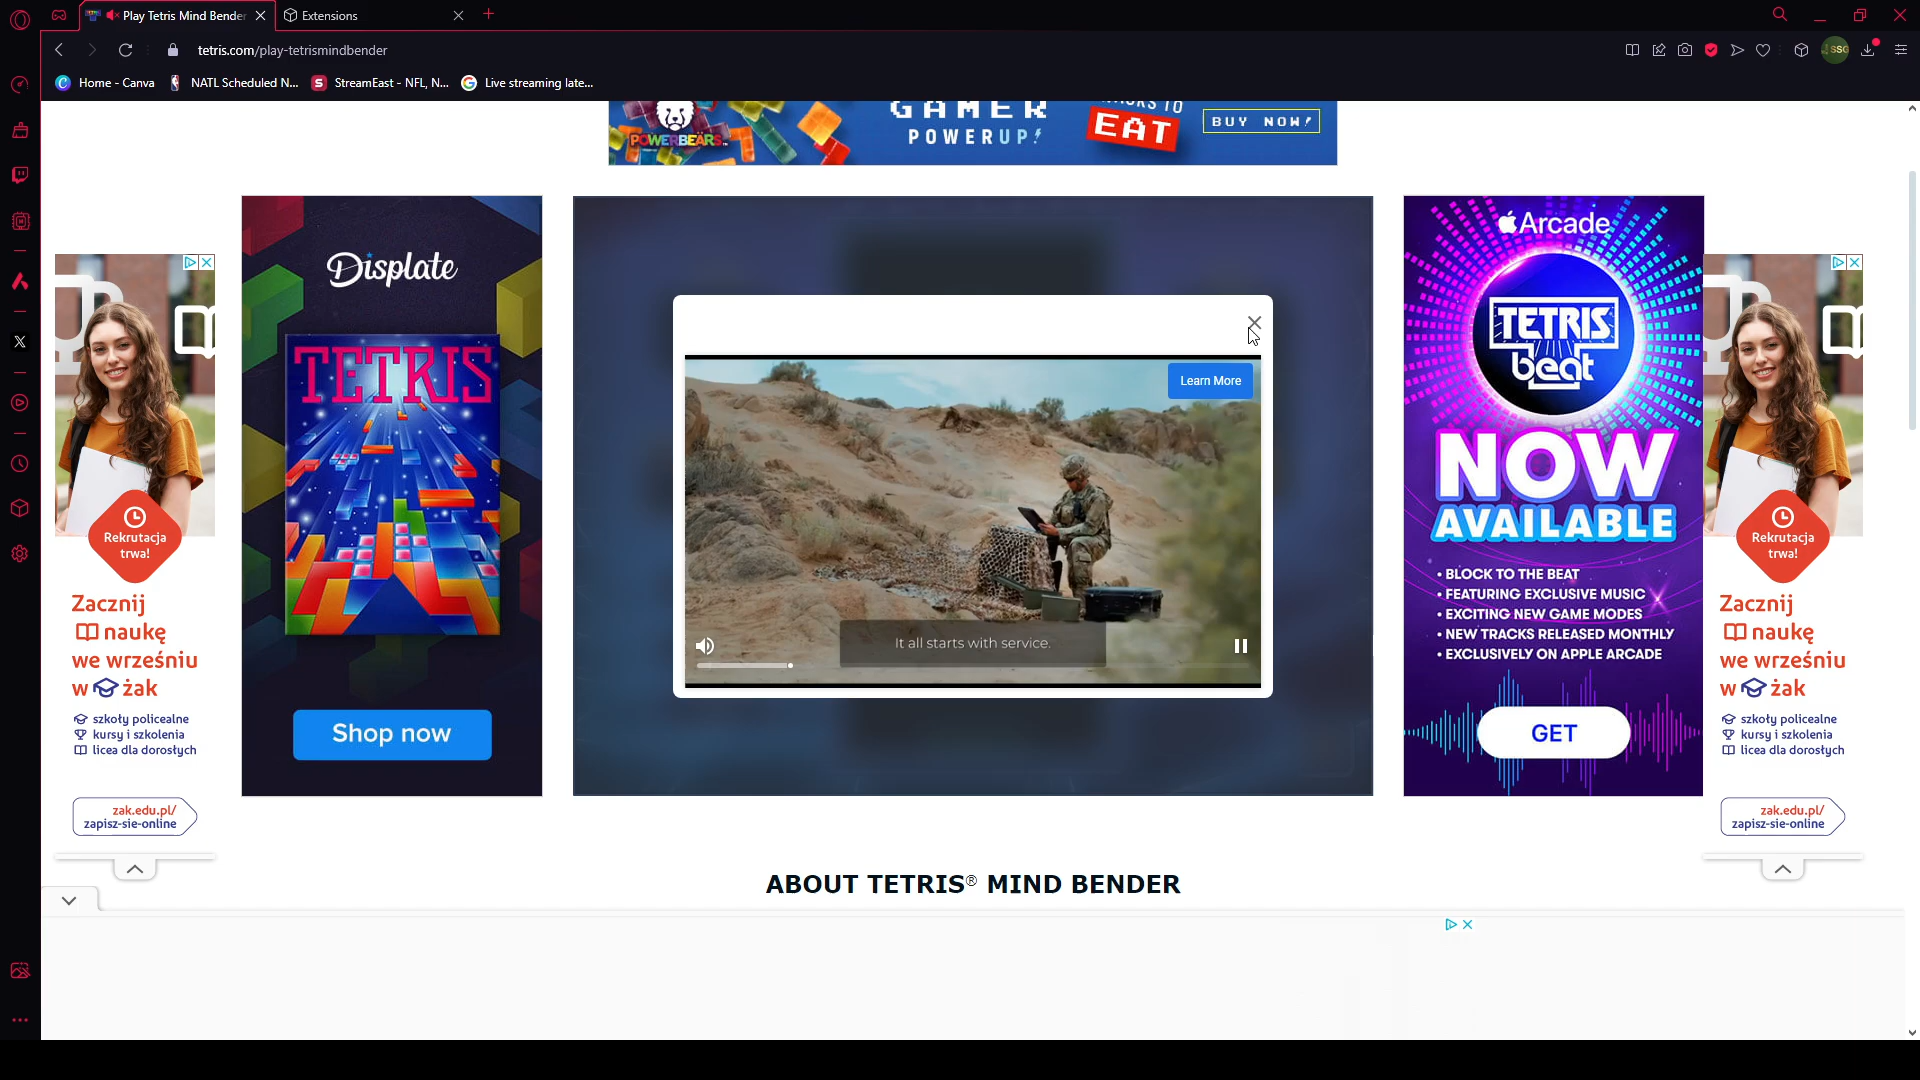 Play Tetris Mind Bender
Extensions
tetris.com/play-tetrismindbender
SSG
Home - Canva
NATL Scheduled N...
StreamEast - NFL, N...
Live streaming late...
POWERBEARS
GAMER
POWERUP!
TO
EAT
BUY NOW!
Rekrutacja
trwa!
Zacznij
naukę
we wrześniu
w żak
szkoły policealne
kursy i szkolenia
licea dla dorosłych
zak.edu.pl/
zapisz-sie-online
Displate
TETRIS
Shop now
Learn More
It all starts with service.
Arcade
TETRIS
beat
NOW
AVAILABLE
• BLOCK TO THE BEAT
• FEATURING EXCLUSIVE MUSIC
• EXCITING NEW GAME MODES
• NEW TRACKS RELEASED MONTHLY
• EXCLUSIVELY ON APPLE ARCADE
GET
Rekrutacja
trwa!
Zacznij
naukę
we wrześniu
w żak
szkoły policealne
kursy i szkolenia
licea dla dorosłych
zak.edu.pl/
zapisz-sie-online
ABOUT TETRIS® MIND BENDER